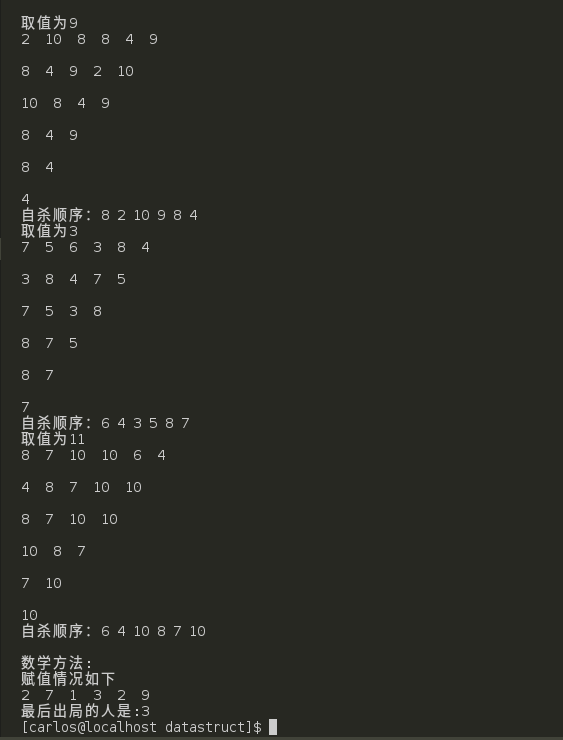 取值为9
2 10 8 8 4 9
8 4 9 2 10
10 8 4 9
8 4 9
8 4
4
自杀顺序：8 2 10 9 8 4
取值为3
7 5 6 3 8 4
3 8 4 7 5
7 5 3 8
8 7 5
8 7
7
自杀顺序：6 4 3 5 8 7
取值为11
8 7 10 10 6 4
4 8 7 10 10
8 7 10 10
10 8 7
7 10
10
自杀顺序：6 4 10 8 7 10
数学方法：
赋值情况如下
2 7 1 3 2 9
最后出局的人是:3
[carlos@localhost datastruct]$